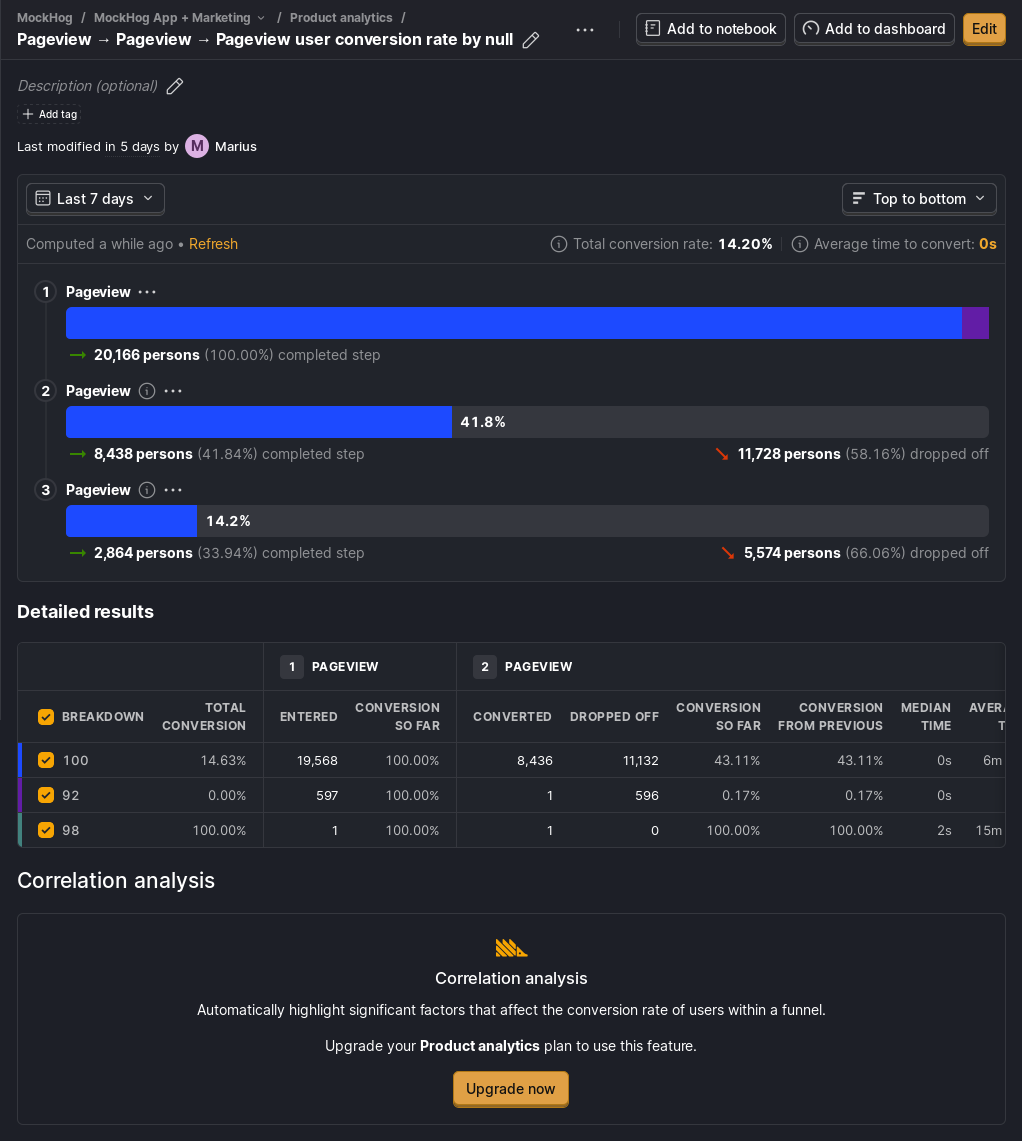 MockHog / MockHog App + Marketing / Product analytics /
Pageview → Pageview → Pageview user conversion rate by null
Add to notebook
Add to dashboard
Edit
Description (optional)
Add tag
Last modified in 5 days by M Marius
Last 7 days
Top to bottom
Computed a while ago • Refresh
Total conversion rate: 14.20%
Average time to convert: 0s
1 Pageview
20,166 persons (100.00%) completed step
2 Pageview
41.8%
8,438 persons (41.84%) completed step
11,728 persons (58.16%) dropped off
3 Pageview
14.2%
2,864 persons (33.94%) completed step
5,574 persons (66.06%) dropped off
Detailed results
1 PAGEVIEW
2 PAGEVIEW
BREAKDOWN
TOTAL
CONVERSION
ENTERED
CONVERSION
SO FAR
CONVERTED
DROPPED OFF
CONVERSION
SO FAR
CONVERSION
FROM PREVIOUS
MEDIAN
TIME
100 14.63% 19,568 100.00% 8,436 11,132 43.11% 43.11% 0s 6m
92 0.00% 597 100.00% 1 596 0.17% 0.17% 0s
98 100.00% 1 100.00% 1 0 100.00% 100.00% 2s 15m
Correlation analysis
Correlation analysis
Automatically highlight significant factors that affect the conversion rate of users within a funnel.
Upgrade your Product analytics plan to use this feature.
Upgrade now